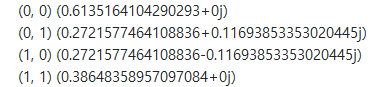 (0, 0) (0.6135164104290293+0j)
(0, 1) (0.2721577464108836+0.11693853353020445j)
(1, 0) (0.2721577464108836-0.11693853353020445j)
(1, 1) (0.38648358957097084+0j)